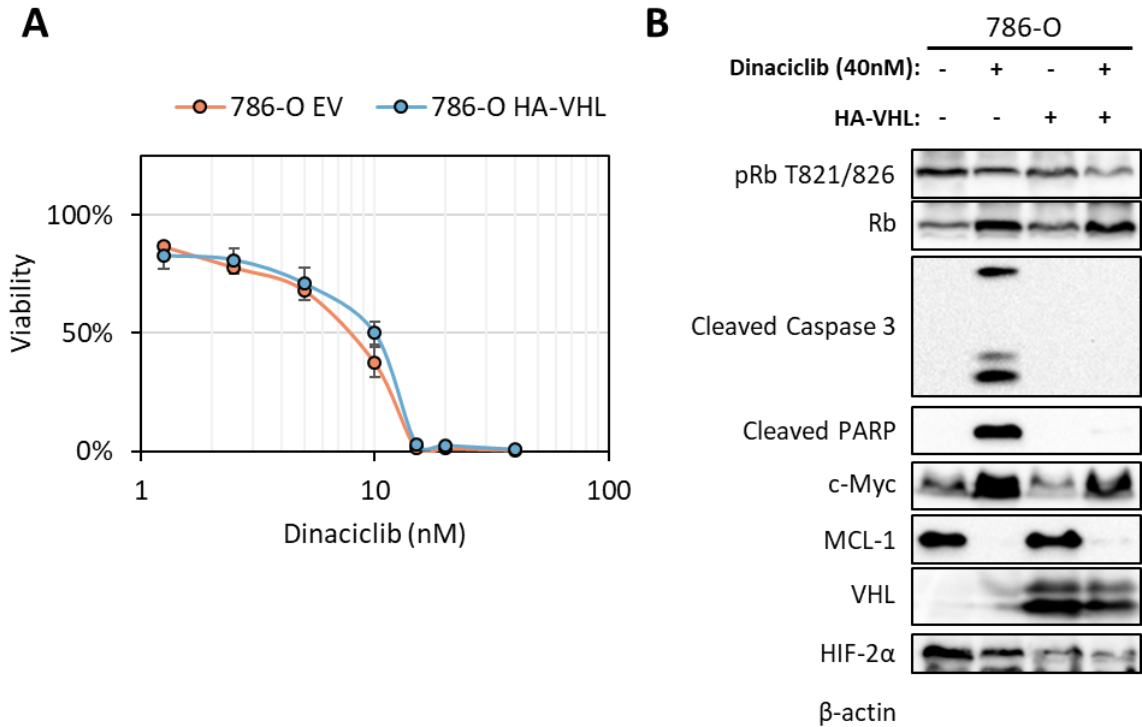 A
786-O EV
786-O HA-VHL
100%
50%
0%
Viability
1
10
100
Dinaciclib (nM)
B
786-O
Dinaciclib (40nM): - + - +
HA-VHL: - - + +
pRb T821/826
Rb
Cleaved Caspase 3
Cleaved PARP
c-Myc
MCL-1
VHL
HIF-2α
β-actin